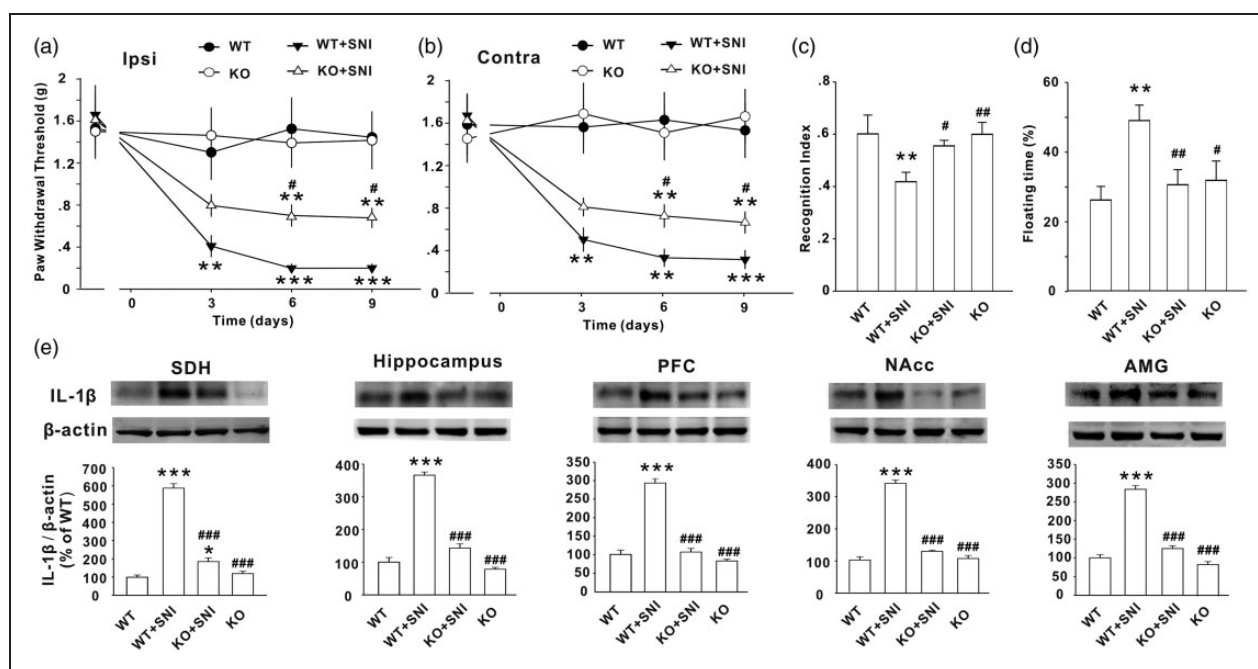 (a)
Ipsi
WT
KO
WT+SNI
KO+SNI
Paw Withdrawal Threshold (g)
2
1.6
1.2
.8
.4
0
#
**
#
**
**
***
***
0 3 6 9
Time (days)
(b)
Contra
WT
KO
WT+SNI
KO+SNI
2
1.6
1.2
.8
.4
0
#
**
#
**
**
**
***
0 3 6 9
Time (days)
(c)
Recognition Index
.8
.6
.4
.2
0
**
#
##
WT WT+SNI KO+SNI KO
(d)
Floating time (%)
60
40
20
0
**
##
#
WT WT+SNI KO+SNI KO
(e)
SDH Hippocampus PFC NAcc AMG
IL-1β
β-actin
IL-1β / β-actin
(% of WT)
700
600
500
400
300
200
100
0
***
###
*
###
WT WT+SNI KO+SNI KO
400
300
200
100
0
***
###
###
WT WT+SNI KO+SNI KO
350
300
250
200
150
100
50
0
***
###
###
WT WT+SNI KO+SNI KO
400
300
200
100
0
***
###
###
WT WT+SNI KO+SNI KO
350
300
250
200
150
100
50
0
***
###
###
WT WT+SNI KO+SNI KO